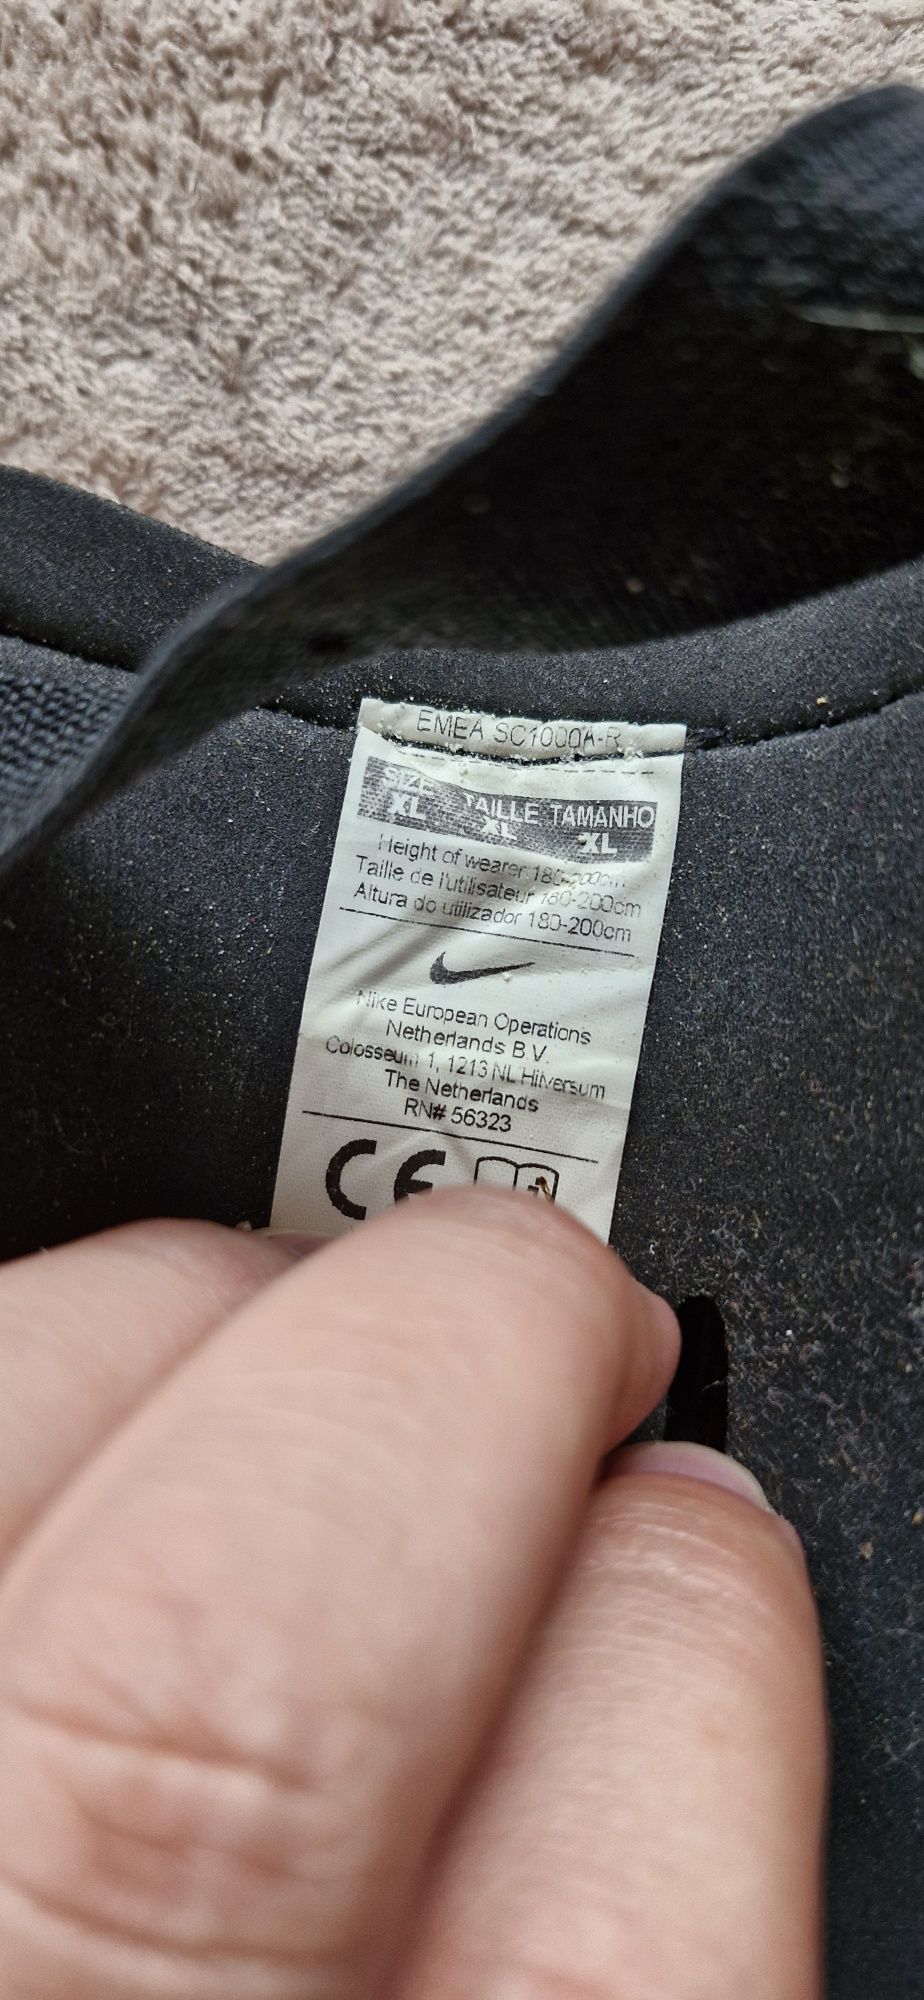 EMEA SC1000A-R
SIZE TAILLE TAMANHO
XL XL XL
Height of wearer 180-200cm
Taille de l'utilisateur 180-200cm
Altura do utilizador 180-200cm
Nike European Operations
Netherlands B.V.
Colosseum 1, 1213 NL Hilversum
The Netherlands
RN# 56323
CE